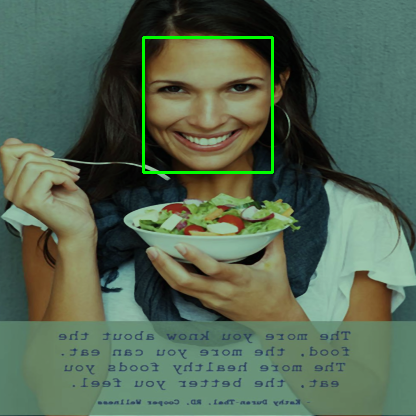 The more you know about the
food, the more you can eat.
The more healthy foods you
eat, the better you feel.
- Kathy Duran-Thal, RD, Cooper Wellness